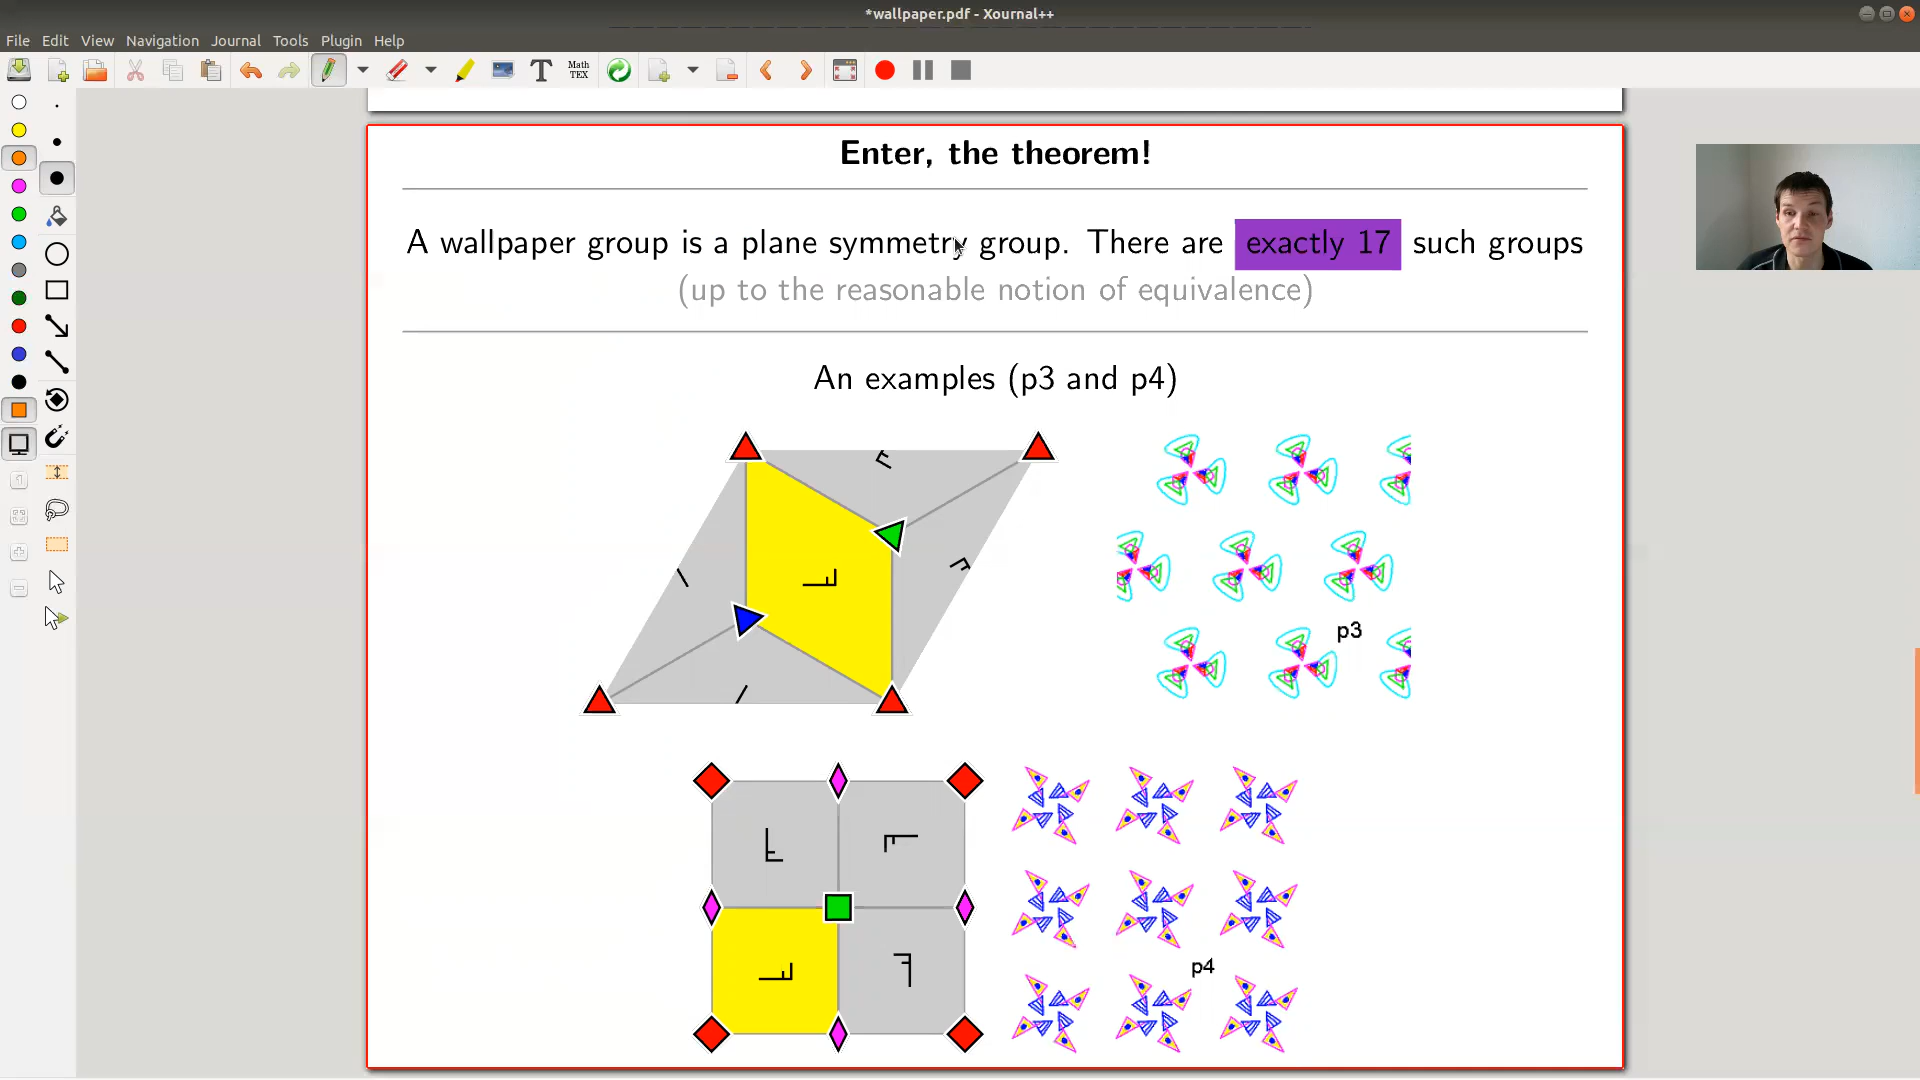 *wallpaper.pdf - Xournal++
File Edit View Navigation Journal Tools Plugin Help
T Math TEX
Enter, the theorem!
A wallpaper group is a plane symmetry group. There are exactly 17 such groups
(up to the reasonable notion of equivalence)
An examples (p3 and p4)
p3
p4